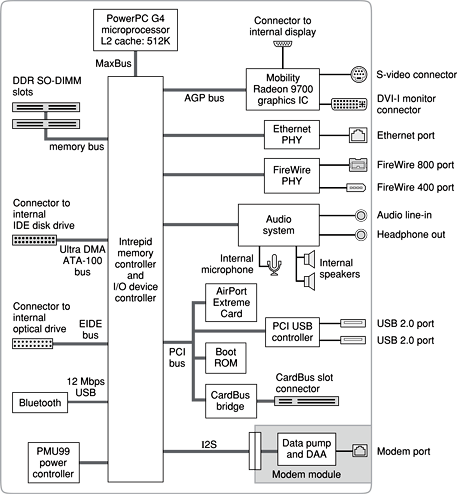 PowerPC G4
microprocessor
L2 cache: 512K
Connector to
internal display
MaxBus
DDR SO-DIMM
slots
AGP bus
Mobility
Radeon 9700
graphics IC
S-video connector
DVI-I monitor
connector
memory bus
Ethernet
PHY
Ethernet port
FireWire
PHY
FireWire 800 port
FireWire 400 port
Connector to
internal
IDE disk drive
Ultra DMA
ATA-100
bus
Intrepid
memory
controller
and
I/O device
controller
Audio
system
Audio line-in
Headphone out
Internal
microphone
Internal
speakers
Connector to
internal
optical drive
EIDE
bus
AirPort
Extreme
Card
PCI
bus
PCI USB
controller
USB 2.0 port
USB 2.0 port
Boot
ROM
12 Mbps
USB
Bluetooth
CardBus
bridge
CardBus slot
connector
PMU99
power
controller
I2S
Data pump
and DAA
Modem port
Modem module